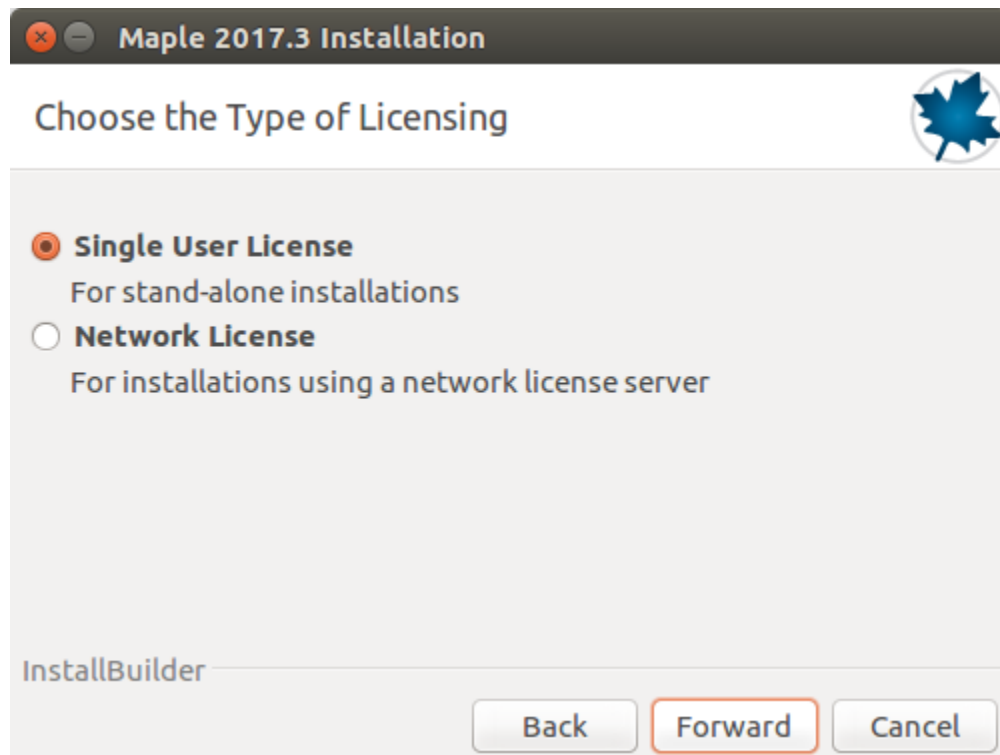 Maple 2017.3 Installation
Choose the Type of Licensing
Single User License
For stand-alone installations
Network License
For installations using a network license server
InstallBuilder
Back Forward Cancel